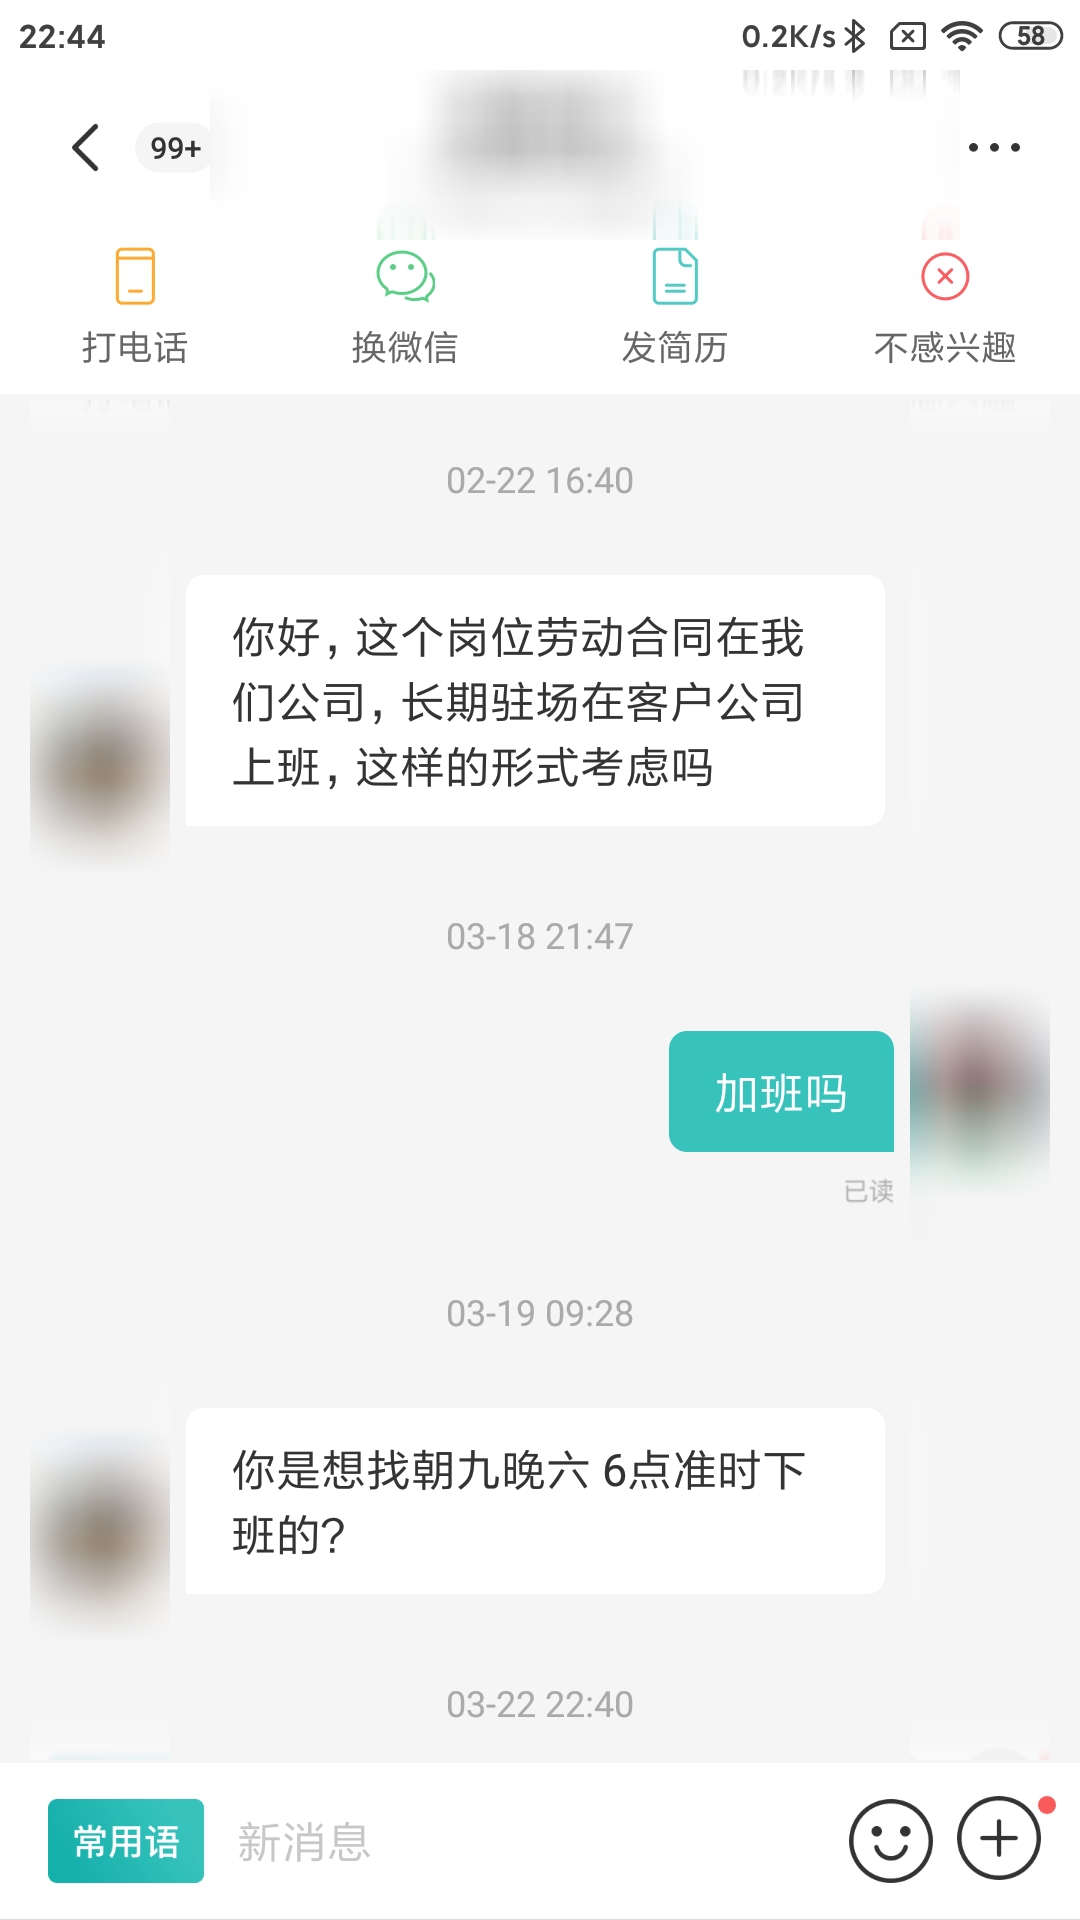 22:44 0.2K/s 58
99+
打电话 换微信 发简历 不感兴趣
02-22 16:40
你好,这个岗位劳动合同在我
们公司,长期驻场在客户公司
上班,这样的形式考虑吗
03-18 21:47
加班吗
已读
03-19 09:28
你是想找朝九晚六 6点准时下
班的?
03-22 22:40
常用语 新消息